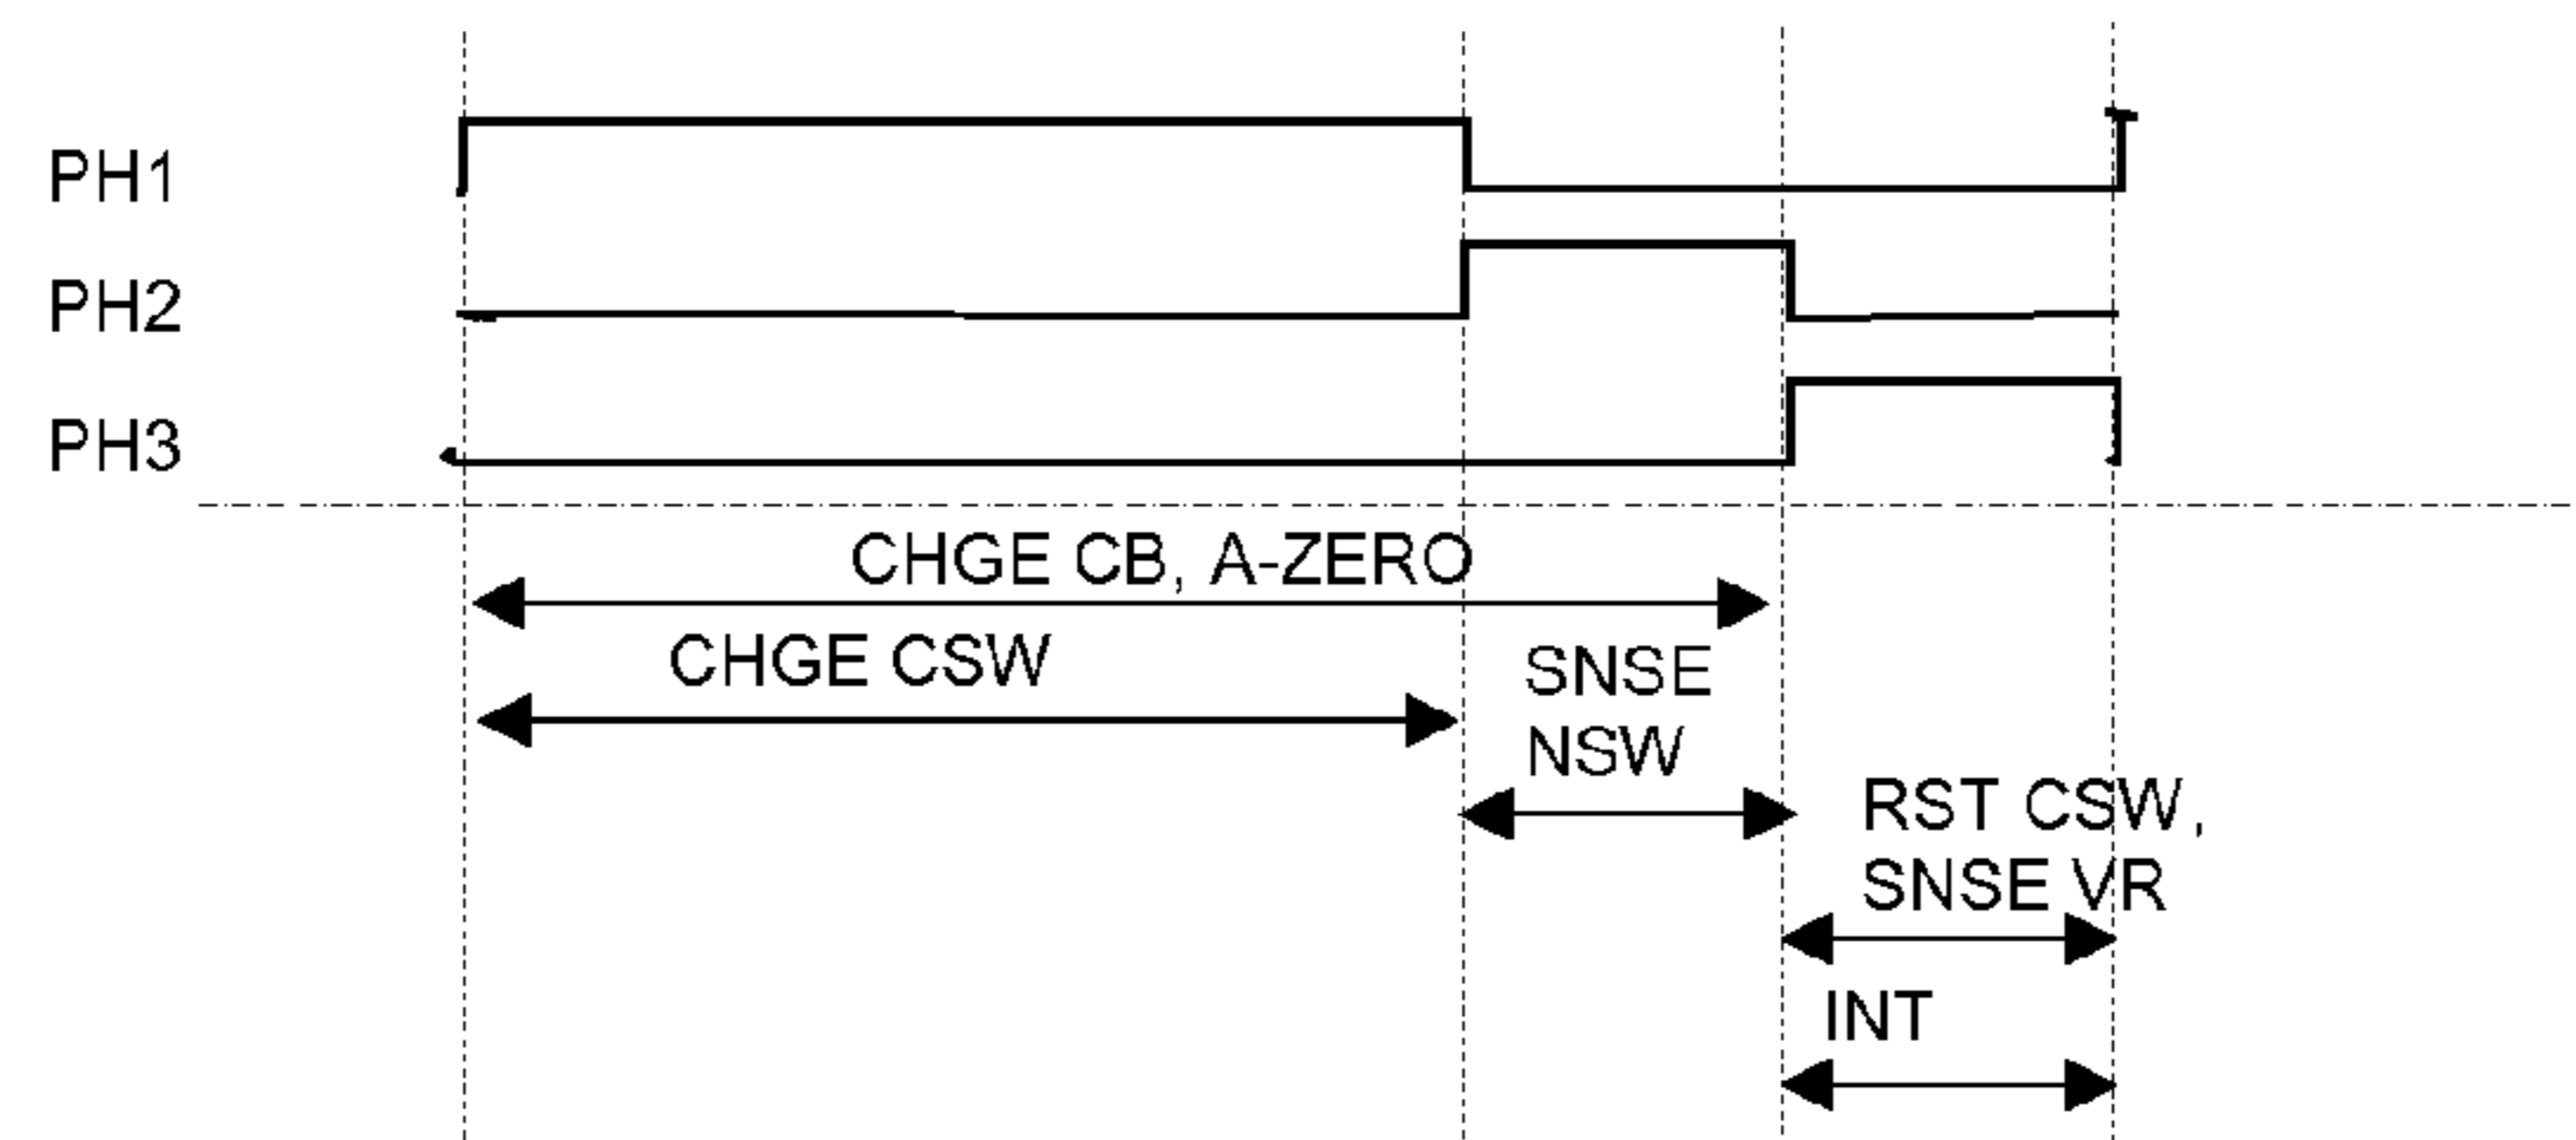 PH1
PH2
PH3
CHGE CB, A-ZERO
CHGE CSW
SNSE
NSW
RST CSW,
SNSE VR
INT